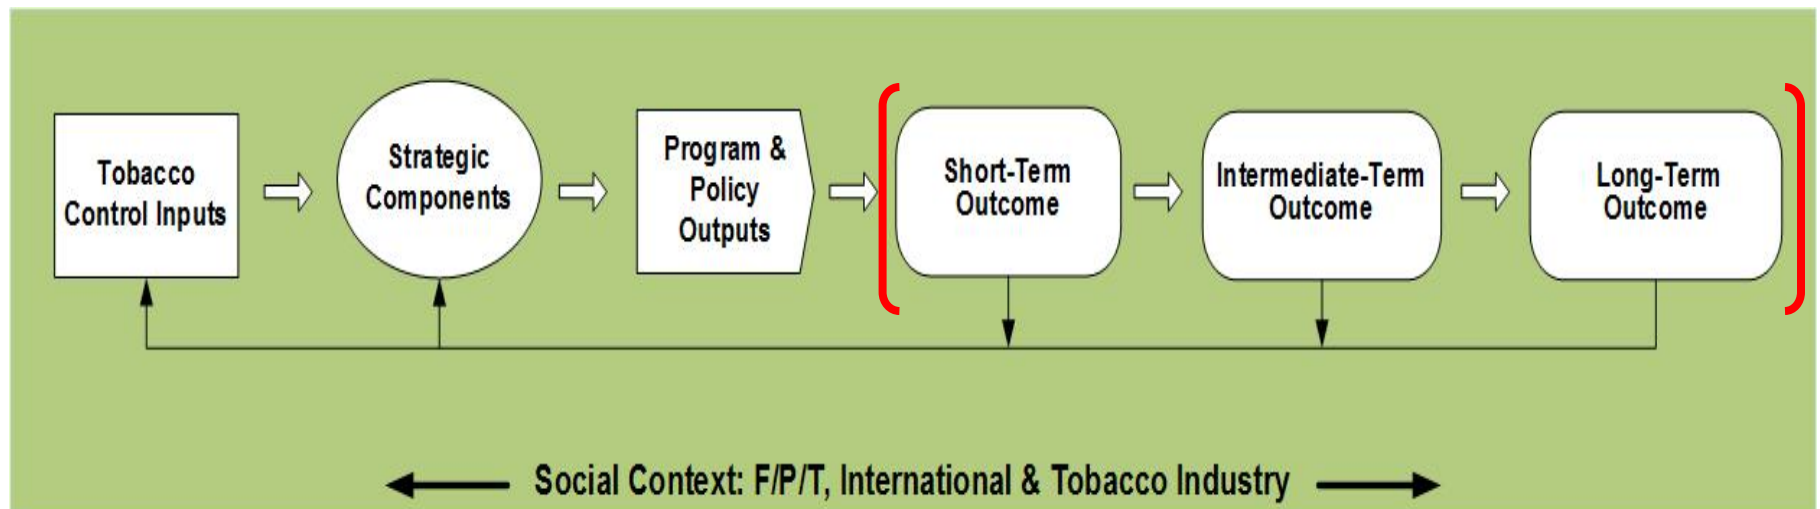 Tobacco
Control Inputs
Strategic
Components
Program &
Policy
Outputs
Short-Term
Outcome
Intermediate-Term
Outcome
Long-Term
Outcome
Social Context: F/P/T, International & Tobacco Industry